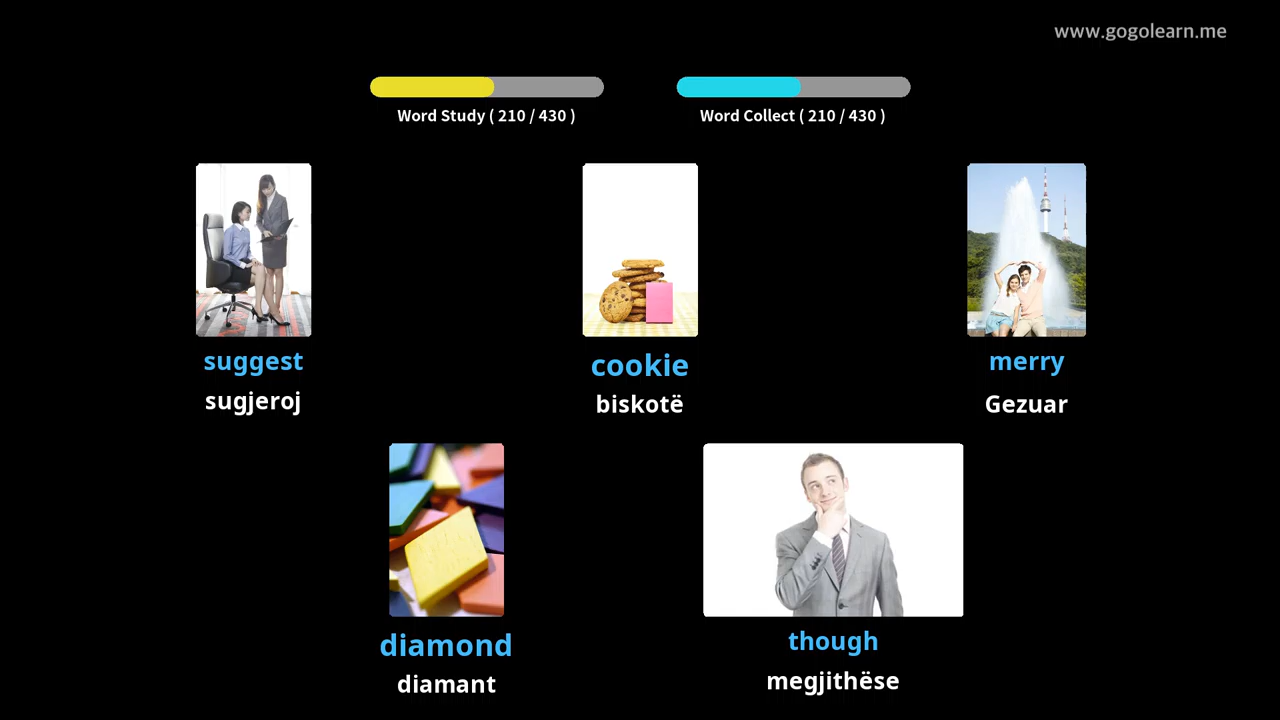 www.gogolearn.me
Word Study ( 210 / 430 )
Word Collect ( 210 / 430 )
suggest
sugjeroj
cookie
biskotë
merry
Gezuar
diamond
diamant
though
megjithëse